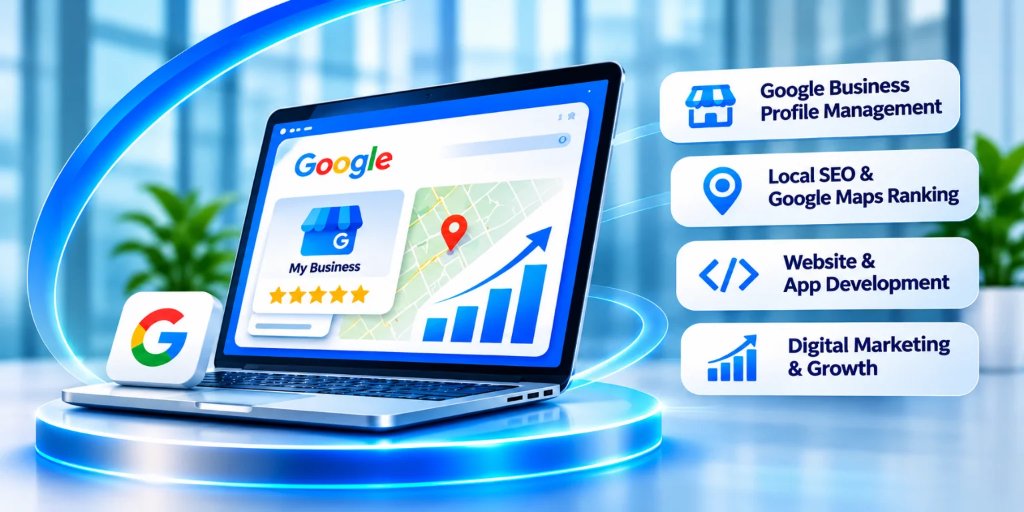 Google
G
My Business
G
Google Business
Profile Management
Local SEO &
Google Maps Ranking
Website &
App Development
Digital Marketing
& Growth